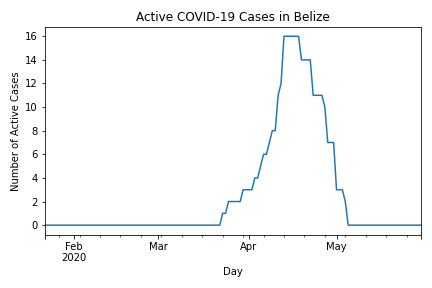 Active COVID-19 Cases in Belize
Number of Active Cases
16
14
12
10
8
6
4
2
0
Feb Mar Apr May
2020
Day